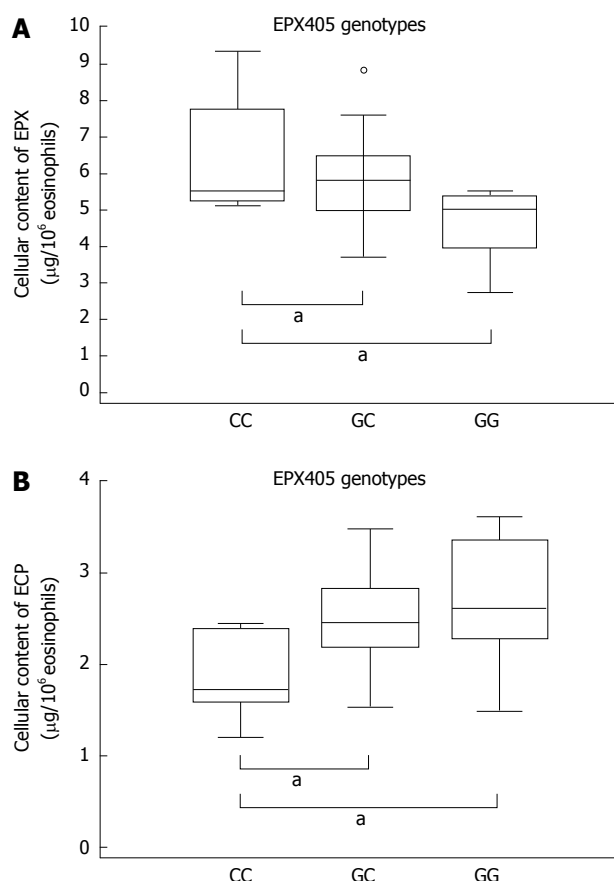 A
EPX405 genotypes
Cellular content of EPX
(μg/10⁶ eosinophils)
10
9
8
7
6
5
4
3
2
1
0
a
a
CC GC GG
B
EPX405 genotypes
Cellular content of ECP
(μg/10⁶ eosinophils)
4
3
2
1
0
a
a
CC GC GG